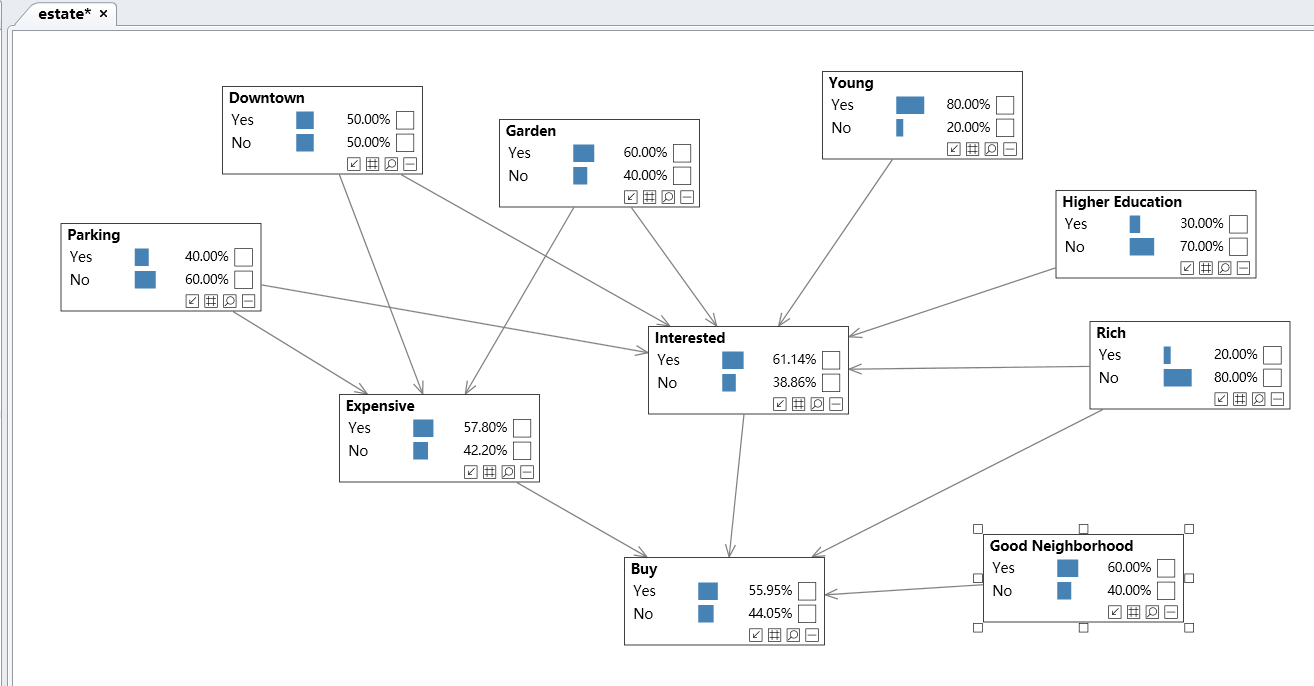 estate* ×
Downtown
Yes 50.00%
No 50.00%
Garden
Yes 60.00%
No 40.00%
Young
Yes 80.00%
No 20.00%
Higher Education
Yes 30.00%
No 70.00%
Parking
Yes 40.00%
No 60.00%
Interested
Yes 61.14%
No 38.86%
Rich
Yes 20.00%
No 80.00%
Expensive
Yes 57.80%
No 42.20%
Buy
Yes 55.95%
No 44.05%
Good Neighborhood
Yes 60.00%
No 40.00%